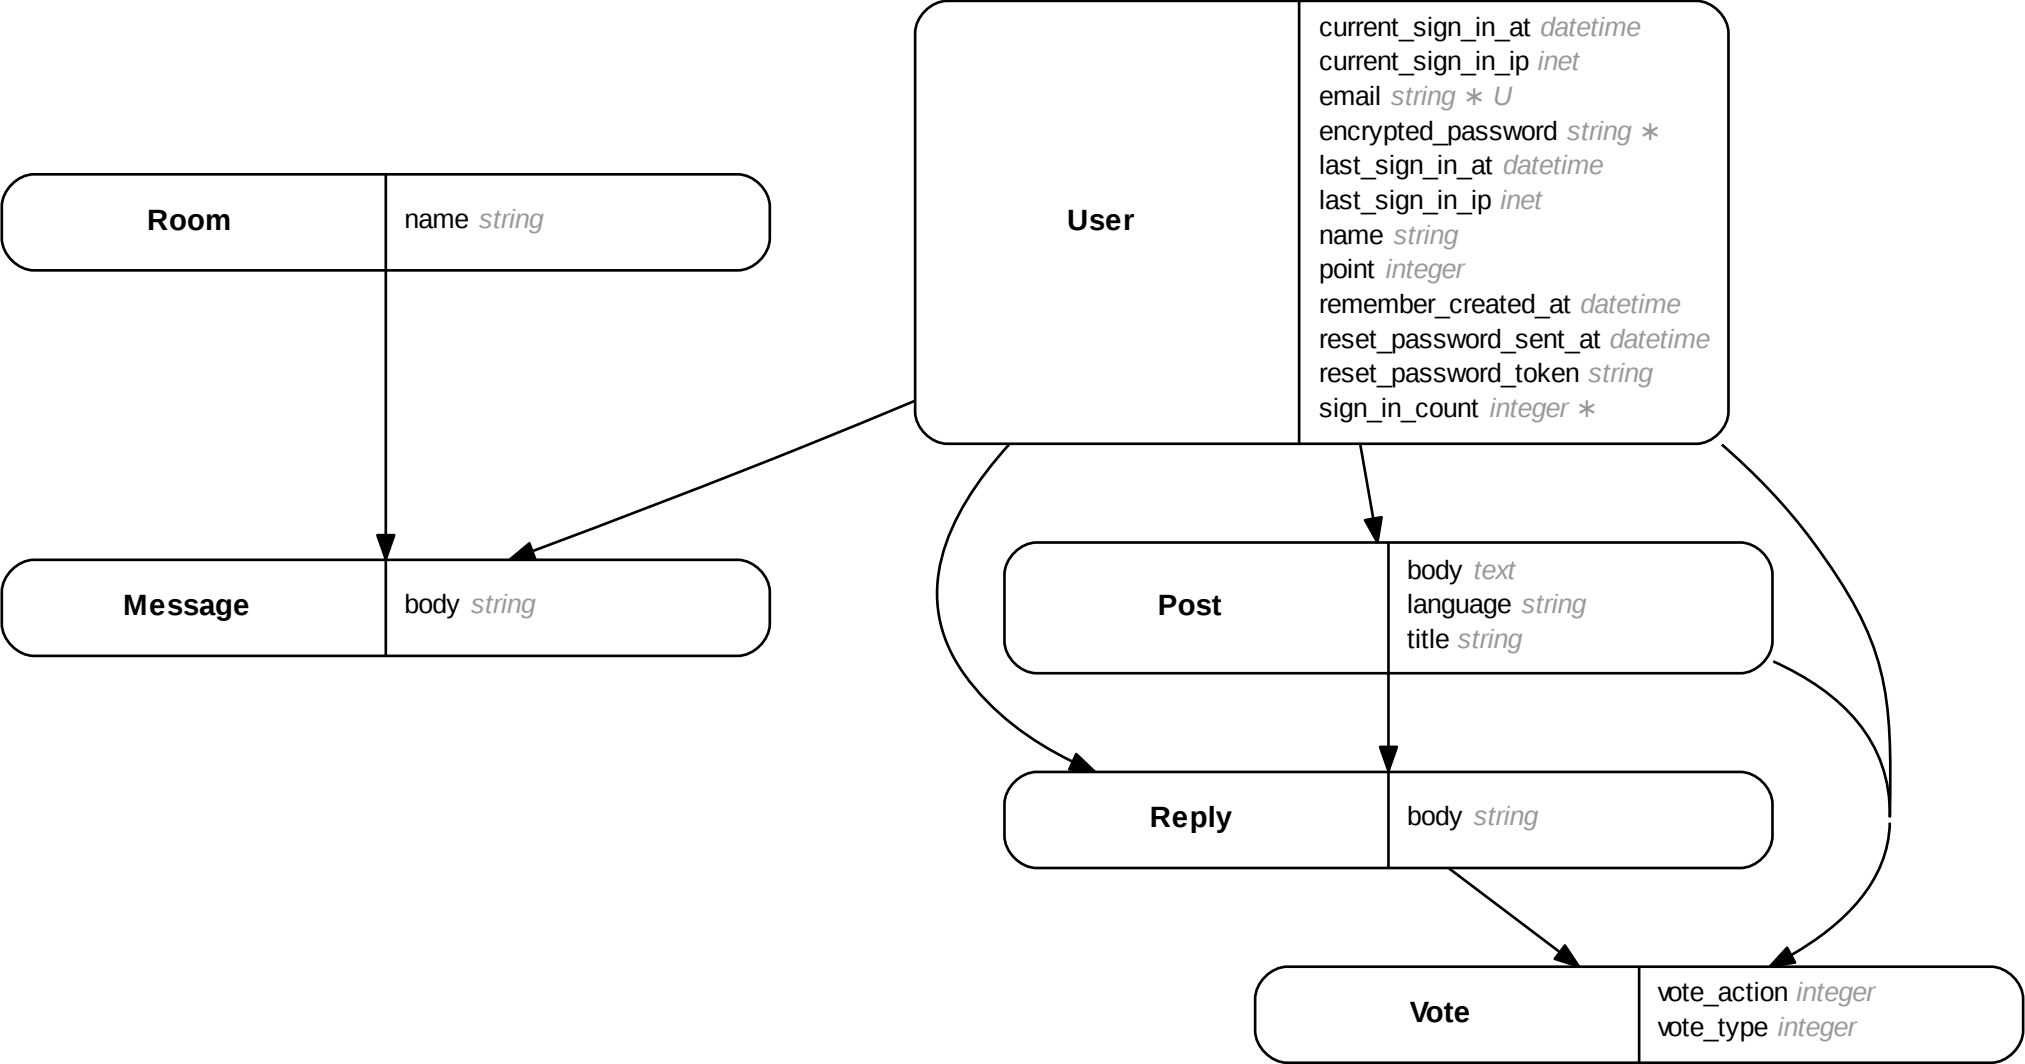 Room
name string
User
current_sign_in_at datetime
current_sign_in_ip inet
email string ∗ U
encrypted_password string ∗
last_sign_in_at datetime
last_sign_in_ip inet
name string
point integer
remember_created_at datetime
reset_password_sent_at datetime
reset_password_token string
sign_in_count integer ∗
Message
body string
Post
body text
language string
title string
Reply
body string
Vote
vote_action integer
vote_type integer